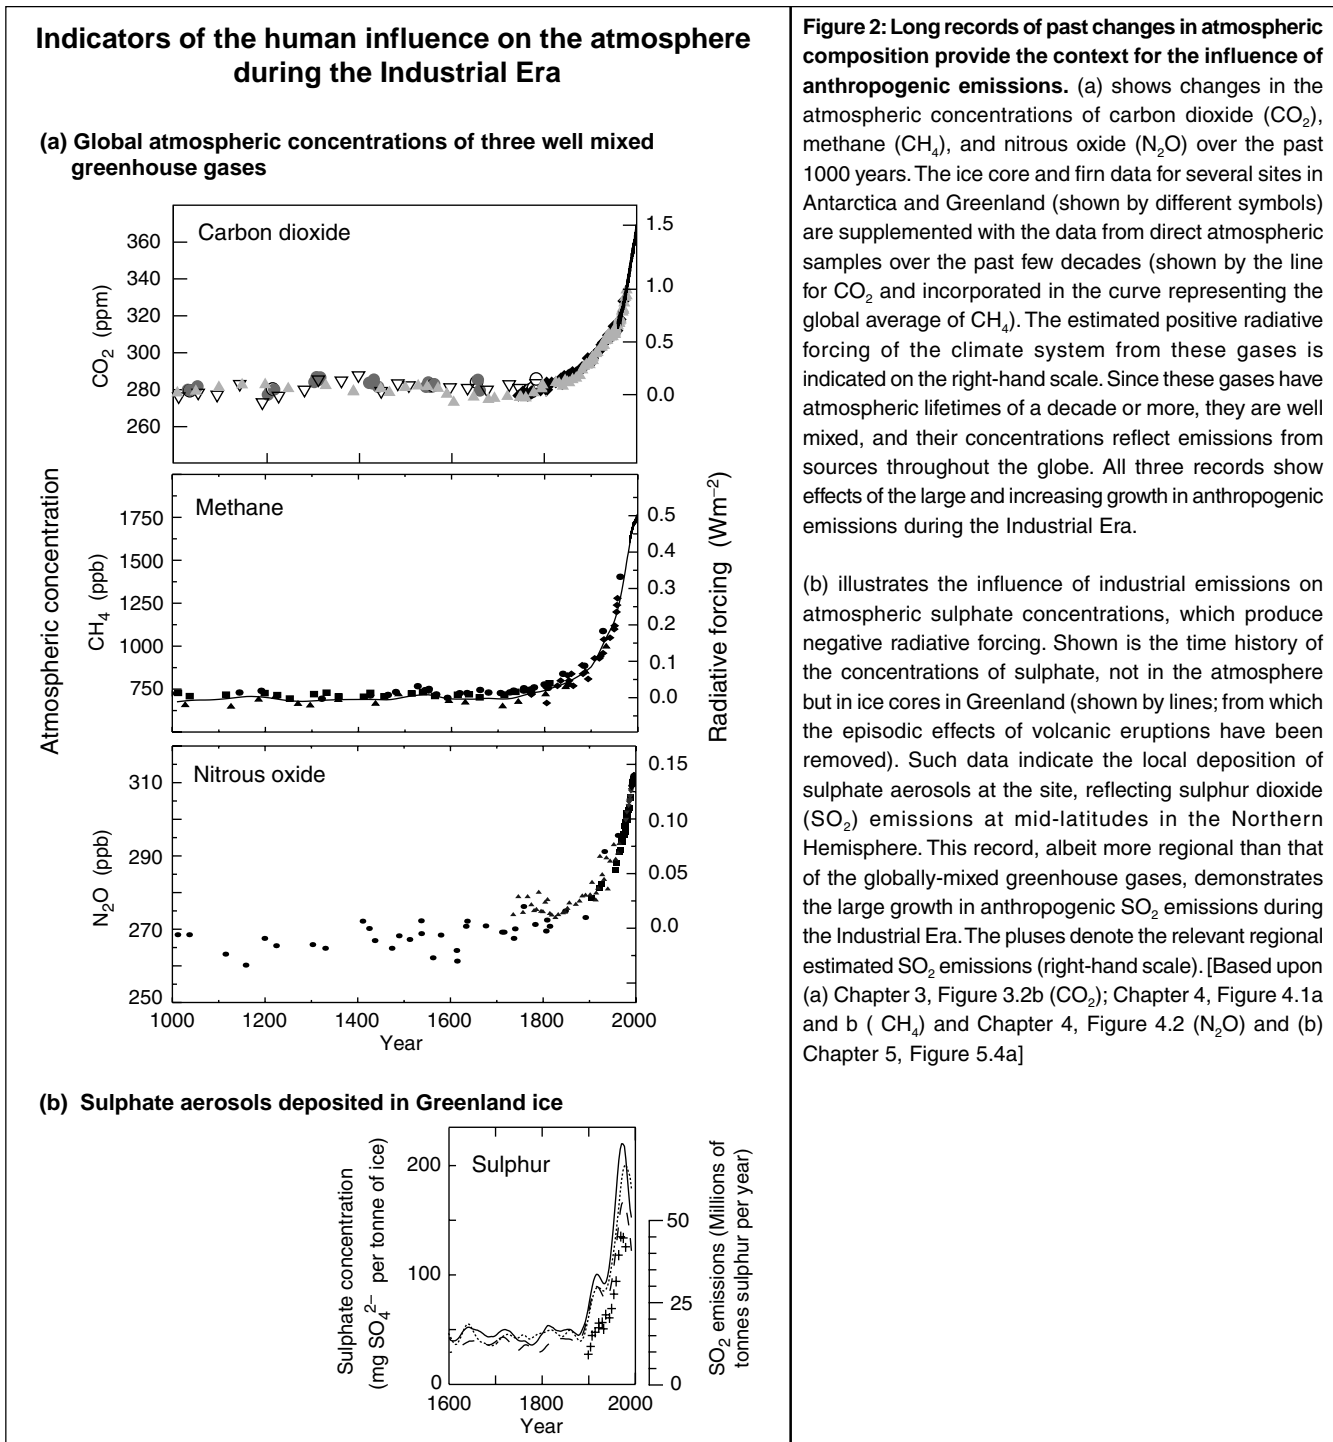 Indicators of the human influence on the atmosphere
during the Industrial Era
(a) Global atmospheric concentrations of three well mixed
greenhouse gases
Carbon dioxide
360
340
320
300
280
260
CO₂ (ppm)
1.5
1.0
0.5
0.0
Methane
1750
1500
1250
1000
750
CH₄ (ppb)
0.5
0.4
0.3
0.2
0.1
0.0
Atmospheric concentration
Radiative forcing (Wm⁻²)
Nitrous oxide
310
290
270
250
N₂O (ppb)
0.15
0.10
0.05
0.0
1000 1200 1400 1600 1800 2000
Year
(b) Sulphate aerosols deposited in Greenland ice
Sulphur
200
100
0
Sulphate concentration
(mg SO₄²⁻ per tonne of ice)
50
25
0
SO₂ emissions (Millions of
tonnes sulphur per year)
1600 1800 2000
Year
Figure 2: Long records of past changes in atmospheric
composition provide the context for the influence of
anthropogenic emissions. (a) shows changes in the
atmospheric concentrations of carbon dioxide (CO₂),
methane (CH₄), and nitrous oxide (N₂O) over the past
1000 years. The ice core and firn data for several sites in
Antarctica and Greenland (shown by different symbols)
are supplemented with the data from direct atmospheric
samples over the past few decades (shown by the line
for CO₂ and incorporated in the curve representing the
global average of CH₄). The estimated positive radiative
forcing of the climate system from these gases is
indicated on the right-hand scale. Since these gases have
atmospheric lifetimes of a decade or more, they are well
mixed, and their concentrations reflect emissions from
sources throughout the globe. All three records show
effects of the large and increasing growth in anthropogenic
emissions during the Industrial Era.
(b) illustrates the influence of industrial emissions on
atmospheric sulphate concentrations, which produce
negative radiative forcing. Shown is the time history of
the concentrations of sulphate, not in the atmosphere
but in ice cores in Greenland (shown by lines; from which
the episodic effects of volcanic eruptions have been
removed). Such data indicate the local deposition of
sulphate aerosols at the site, reflecting sulphur dioxide
(SO₂) emissions at mid-latitudes in the Northern
Hemisphere. This record, albeit more regional than that
of the globally-mixed greenhouse gases, demonstrates
the large growth in anthropogenic SO₂ emissions during
the Industrial Era. The pluses denote the relevant regional
estimated SO₂ emissions (right-hand scale). [Based upon
(a) Chapter 3, Figure 3.2b (CO₂); Chapter 4, Figure 4.1a
and b ( CH₄) and Chapter 4, Figure 4.2 (N₂O) and (b)
Chapter 5, Figure 5.4a]